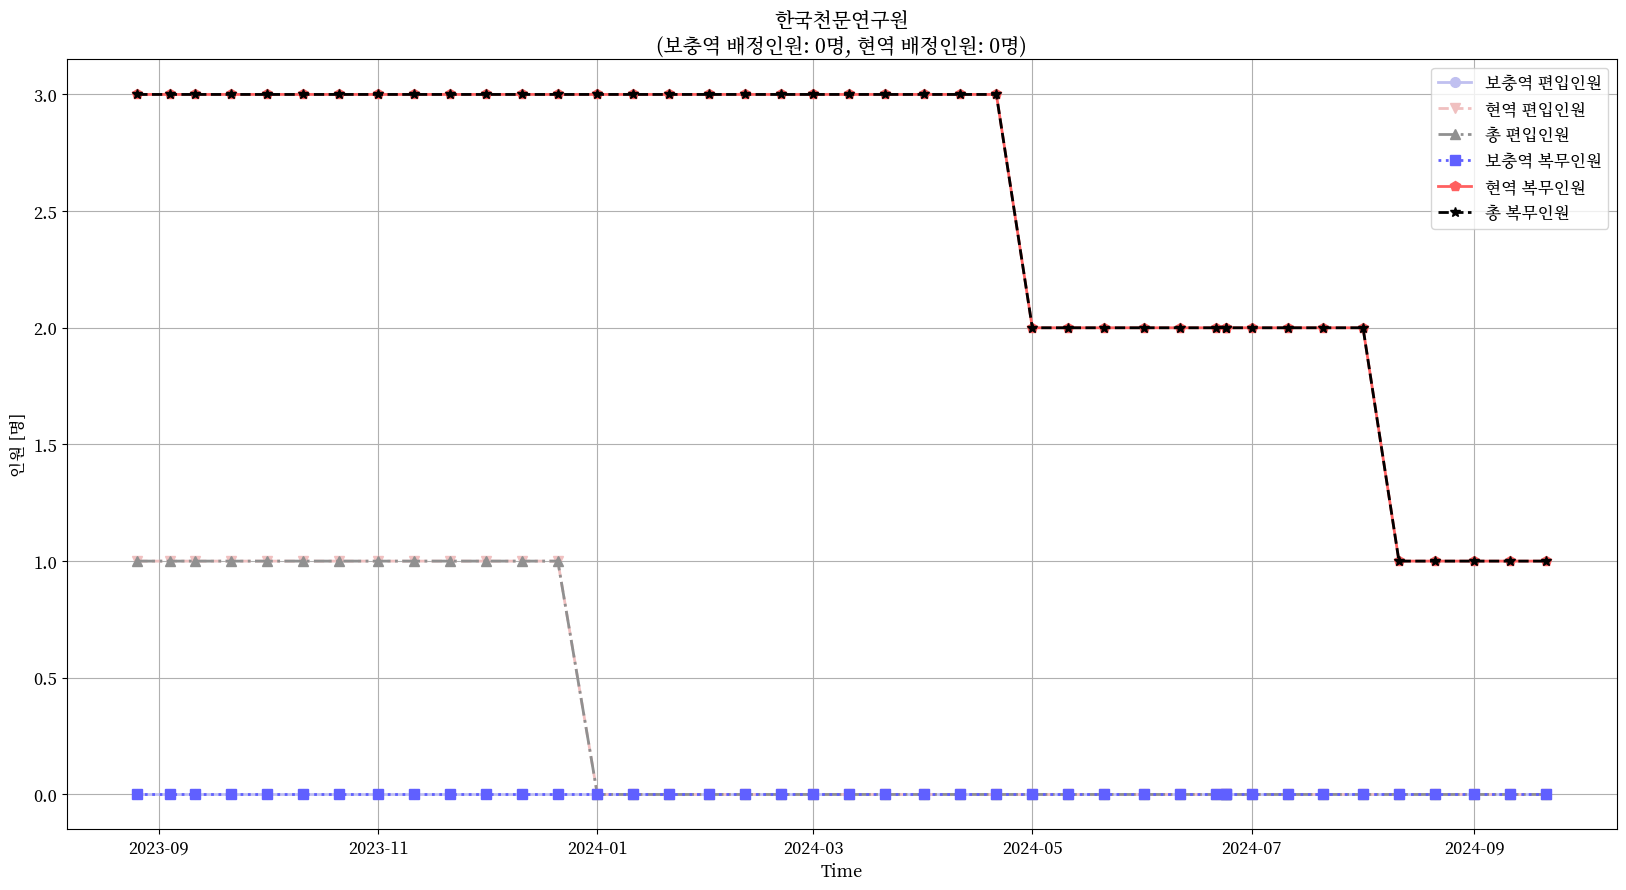 한국천문연구원
(보충역 배정인원: 0명, 현역 배정인원: 0명)
보충역 편입인원
현역 편입인원
총 편입인원
보충역 복무인원
현역 복무인원
총 복무인원
인원 [명]
3.0
2.5
2.0
1.5
1.0
0.5
0.0
2023-09
2023-11
2024-01
2024-03
2024-05
2024-07
2024-09
Time